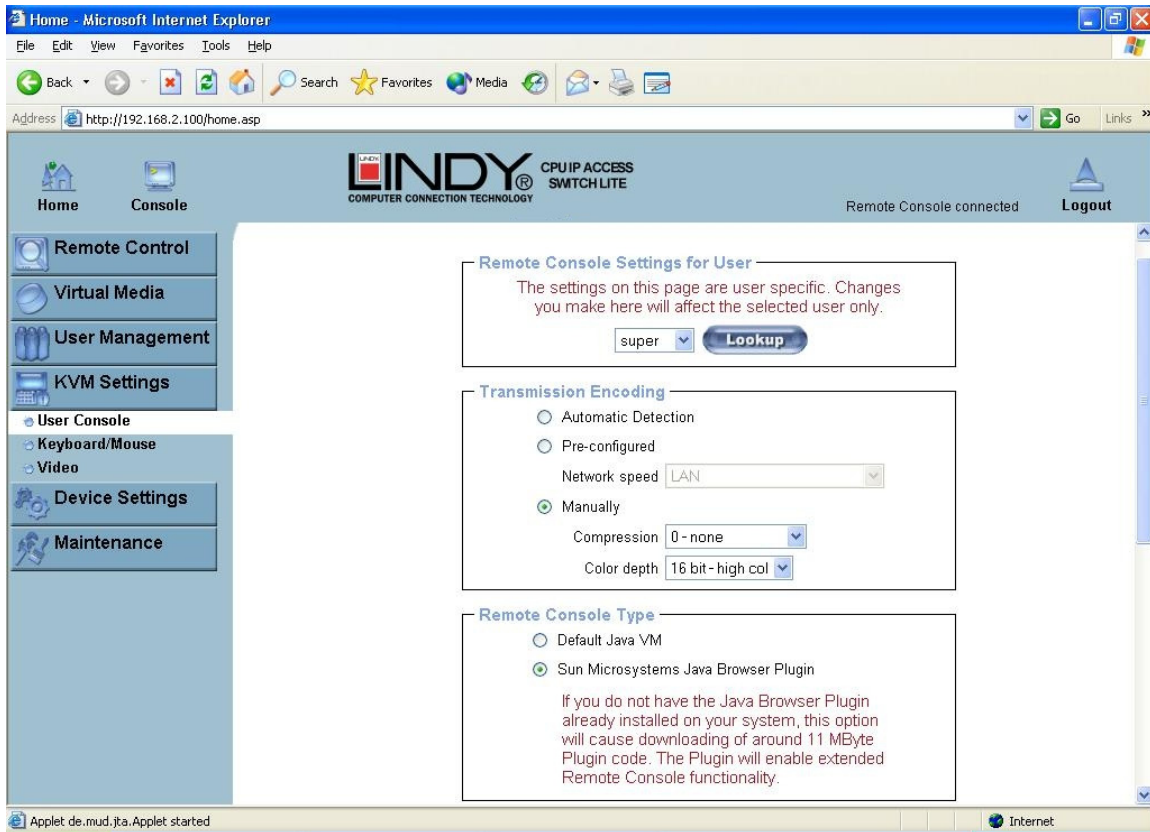 Home - Microsoft Internet Explorer
File Edit View Favorites Tools Help
Back Search Favorites Media
Address http://192.168.2.100/home.asp Go Links »
Home Console
LINDY ®
LINDY
COMPUTER CONNECTION TECHNOLOGY
CPU IP ACCESS
SWITCH LITE
Remote Console connected
Logout
Remote Control
Virtual Media
User Management
KVM Settings
User Console
Keyboard/Mouse
Video
Device Settings
Maintenance
Remote Console Settings for User
The settings on this page are user specific. Changes
you make here will affect the selected user only.
super Lookup
Transmission Encoding
Automatic Detection
Pre-configured
Network speed LAN
Manually
Compression 0 - none
Color depth 16 bit - high col
Remote Console Type
Default Java VM
Sun Microsystems Java Browser Plugin
If you do not have the Java Browser Plugin
already installed on your system, this option
will cause downloading of around 11 MByte
Plugin code. The Plugin will enable extended
Remote Console functionality.
Applet de.mud.jta.Applet started
Internet